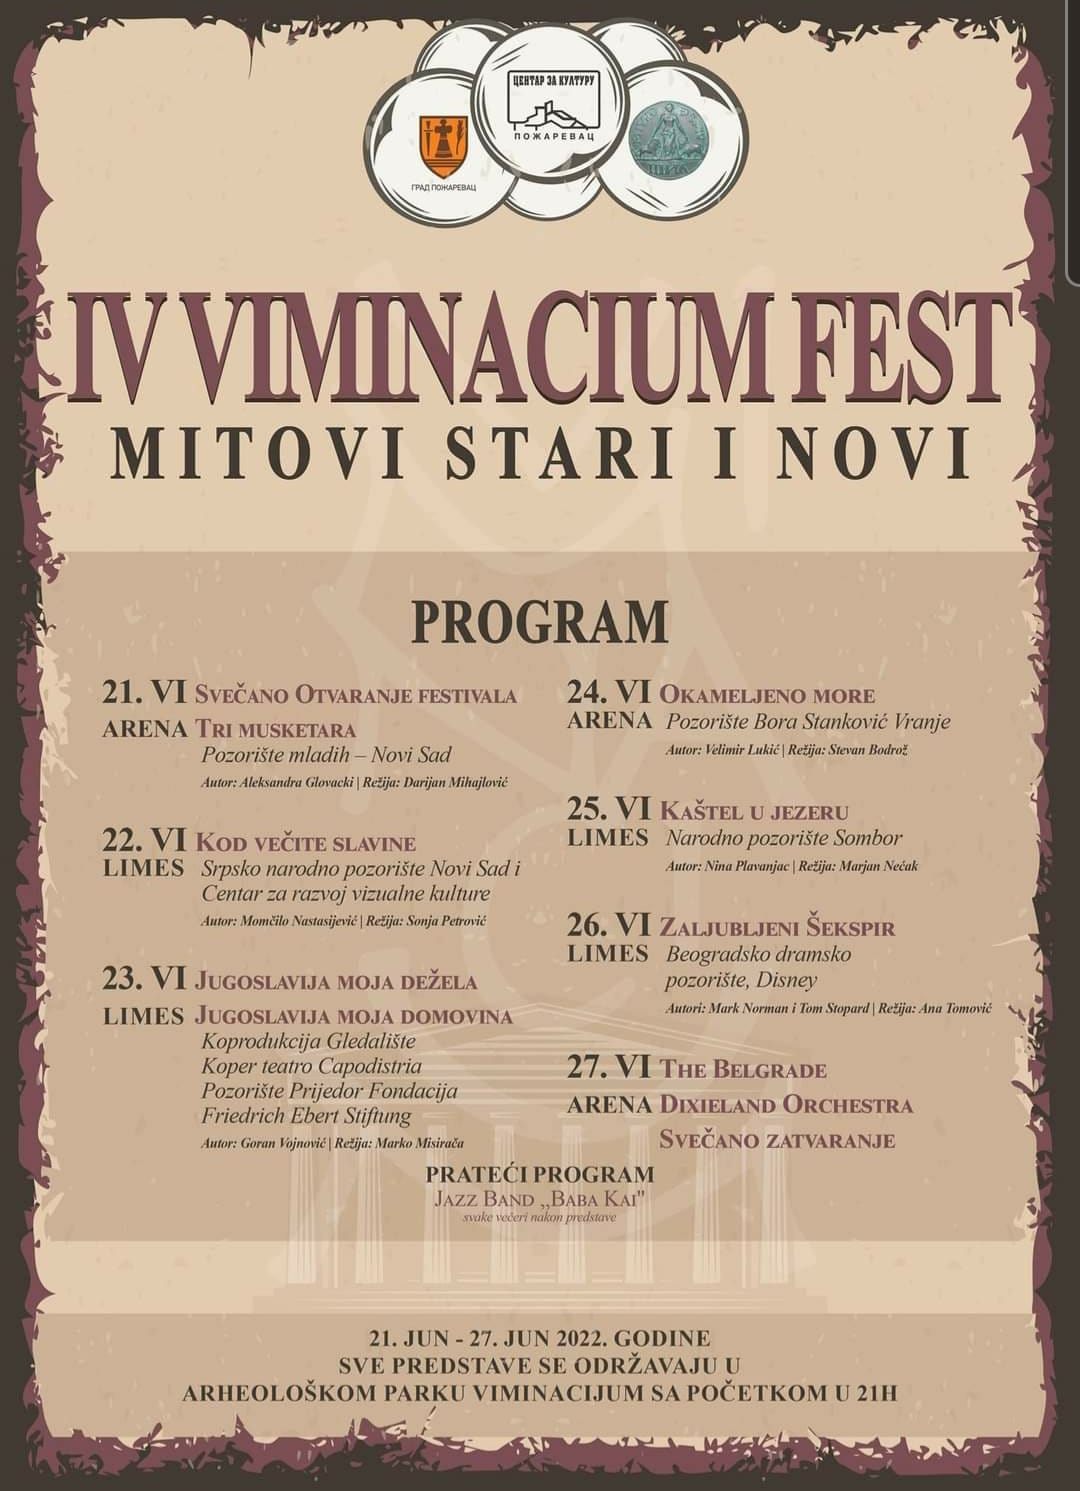 ЦЕНТАР ЗА КУЛТУРУ
ПОЖАРЕВАЦ
ГРАД ПОЖАРЕВАЦ
IV VIMINACIUM FEST
MITOVI STARI I NOVI
PROGRAM
21. VI SVEČANO OTVARANJE FESTIVALA
ARENA TRI MUSKETARA
Pozorište mladih – Novi Sad
Autor: Aleksandra Glovacki | Režija: Darijan Mihajlović
22. VI KOD VEČITE SLAVINE
LIMES Srpsko narodno pozorište Novi Sad i
Centar za razvoj vizualne kulture
Autor: Momčilo Nastasijević | Režija: Sonja Petrović
23. VI JUGOSLAVIJA MOJA DEŽELA
LIMES JUGOSLAVIJA MOJA DOMOVINA
Koprodukcija Gledalište
Koper teatro Capodistria
Pozorište Prijedor Fondacija
Friedrich Ebert Stiftung
Autor: Goran Vojnović | Režija: Marko Misirača
24. VI OKAMELJENO MORE
ARENA Pozorište Bora Stanković Vranje
Autor: Velimir Lukić | Režija: Stevan Bodrož
25. VI KAŠTEL U JEZERU
LIMES Narodno pozorište Sombor
Autor: Nina Plavanjac | Režija: Marjan Nećak
26. VI ZALJUBLJENI ŠEKSPIR
LIMES Beogradsko dramsko
pozorište, Disney
Autori: Mark Norman i Tom Stopard | Režija: Ana Tomović
27. VI THE BELGRADE
ARENA DIXIELAND ORCHESTRA
SVEČANO ZATVARANJE
PRATEĆI PROGRAM
JAZZ BAND ,,BABA KAI"
svake večeri nakon predstave
21. JUN - 27. JUN 2022. GODINE
SVE PREDSTAVE SE ODRŽAVAJU U
ARHEOLOŠKOM PARKU VIMINACIJUM SA POČETKOM U 21H